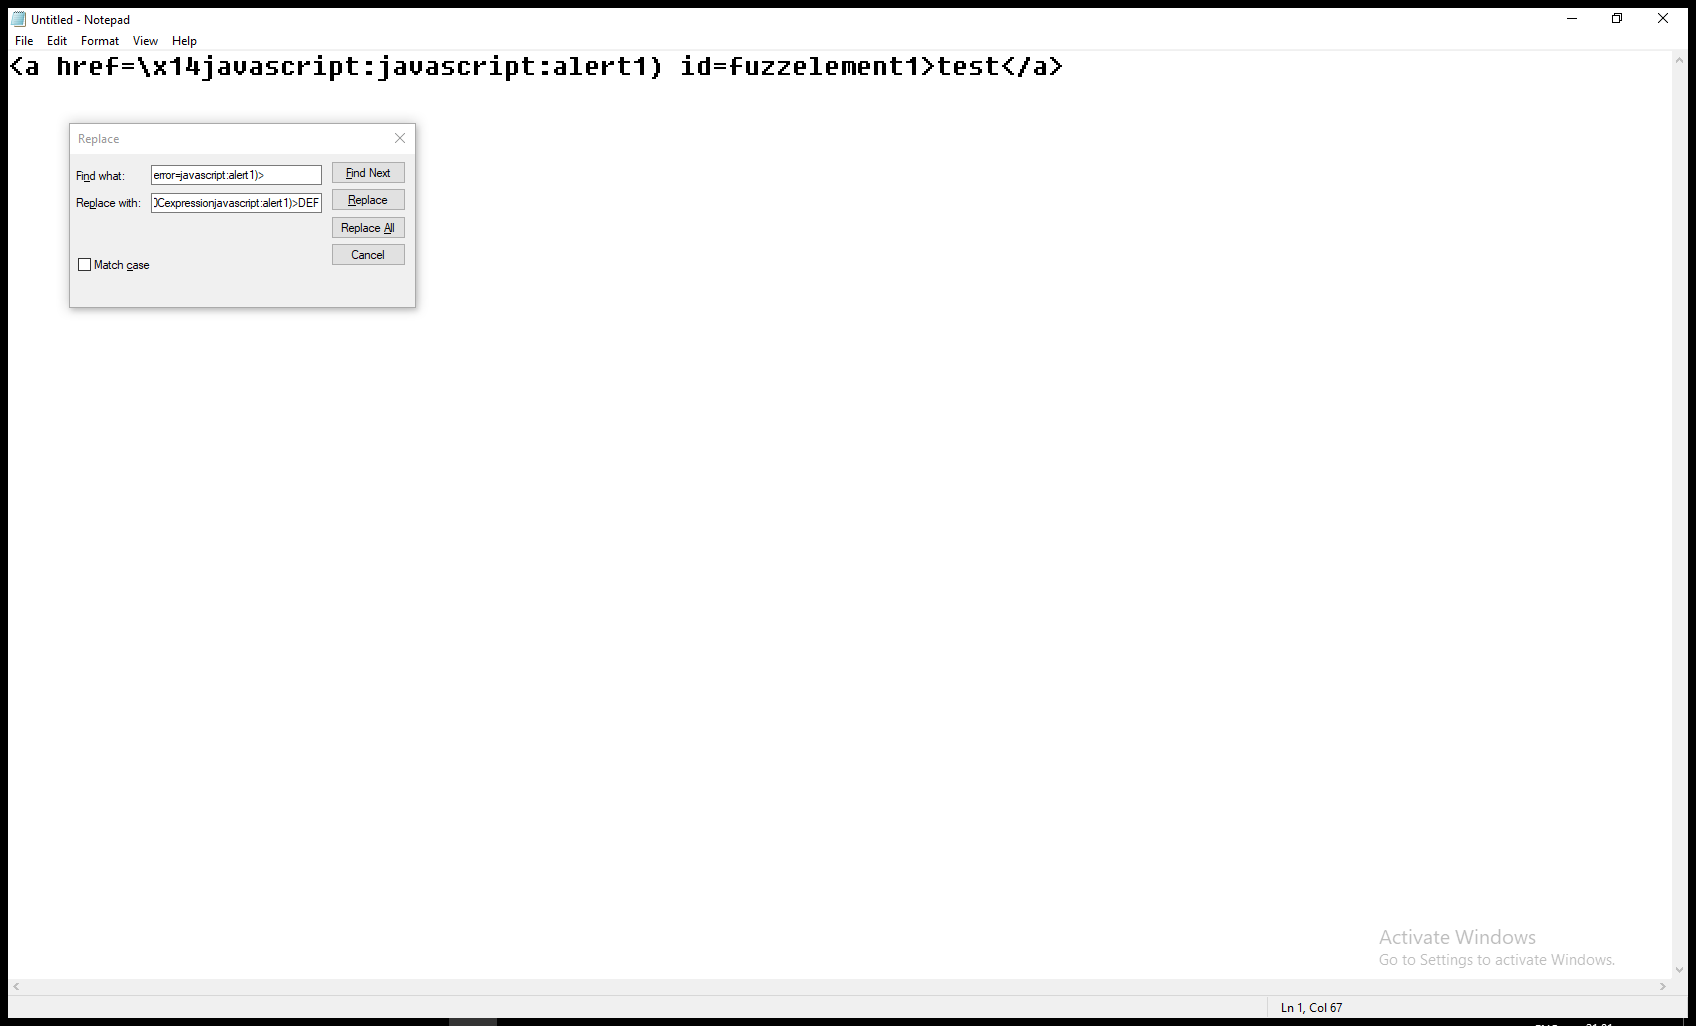 Untitled - Notepad
File Edit Format View Help
<a href=\x14javascript:javascript:alert1) id=fuzzelement1>test</a>
Replace
Find what: error=javascript:alert1)> Find Next
Replace with: Cexpressionjavascript:alert1)>DEF Replace
Replace All
Cancel
Match case
Activate Windows
Go to Settings to activate Windows.
Ln 1, Col 67